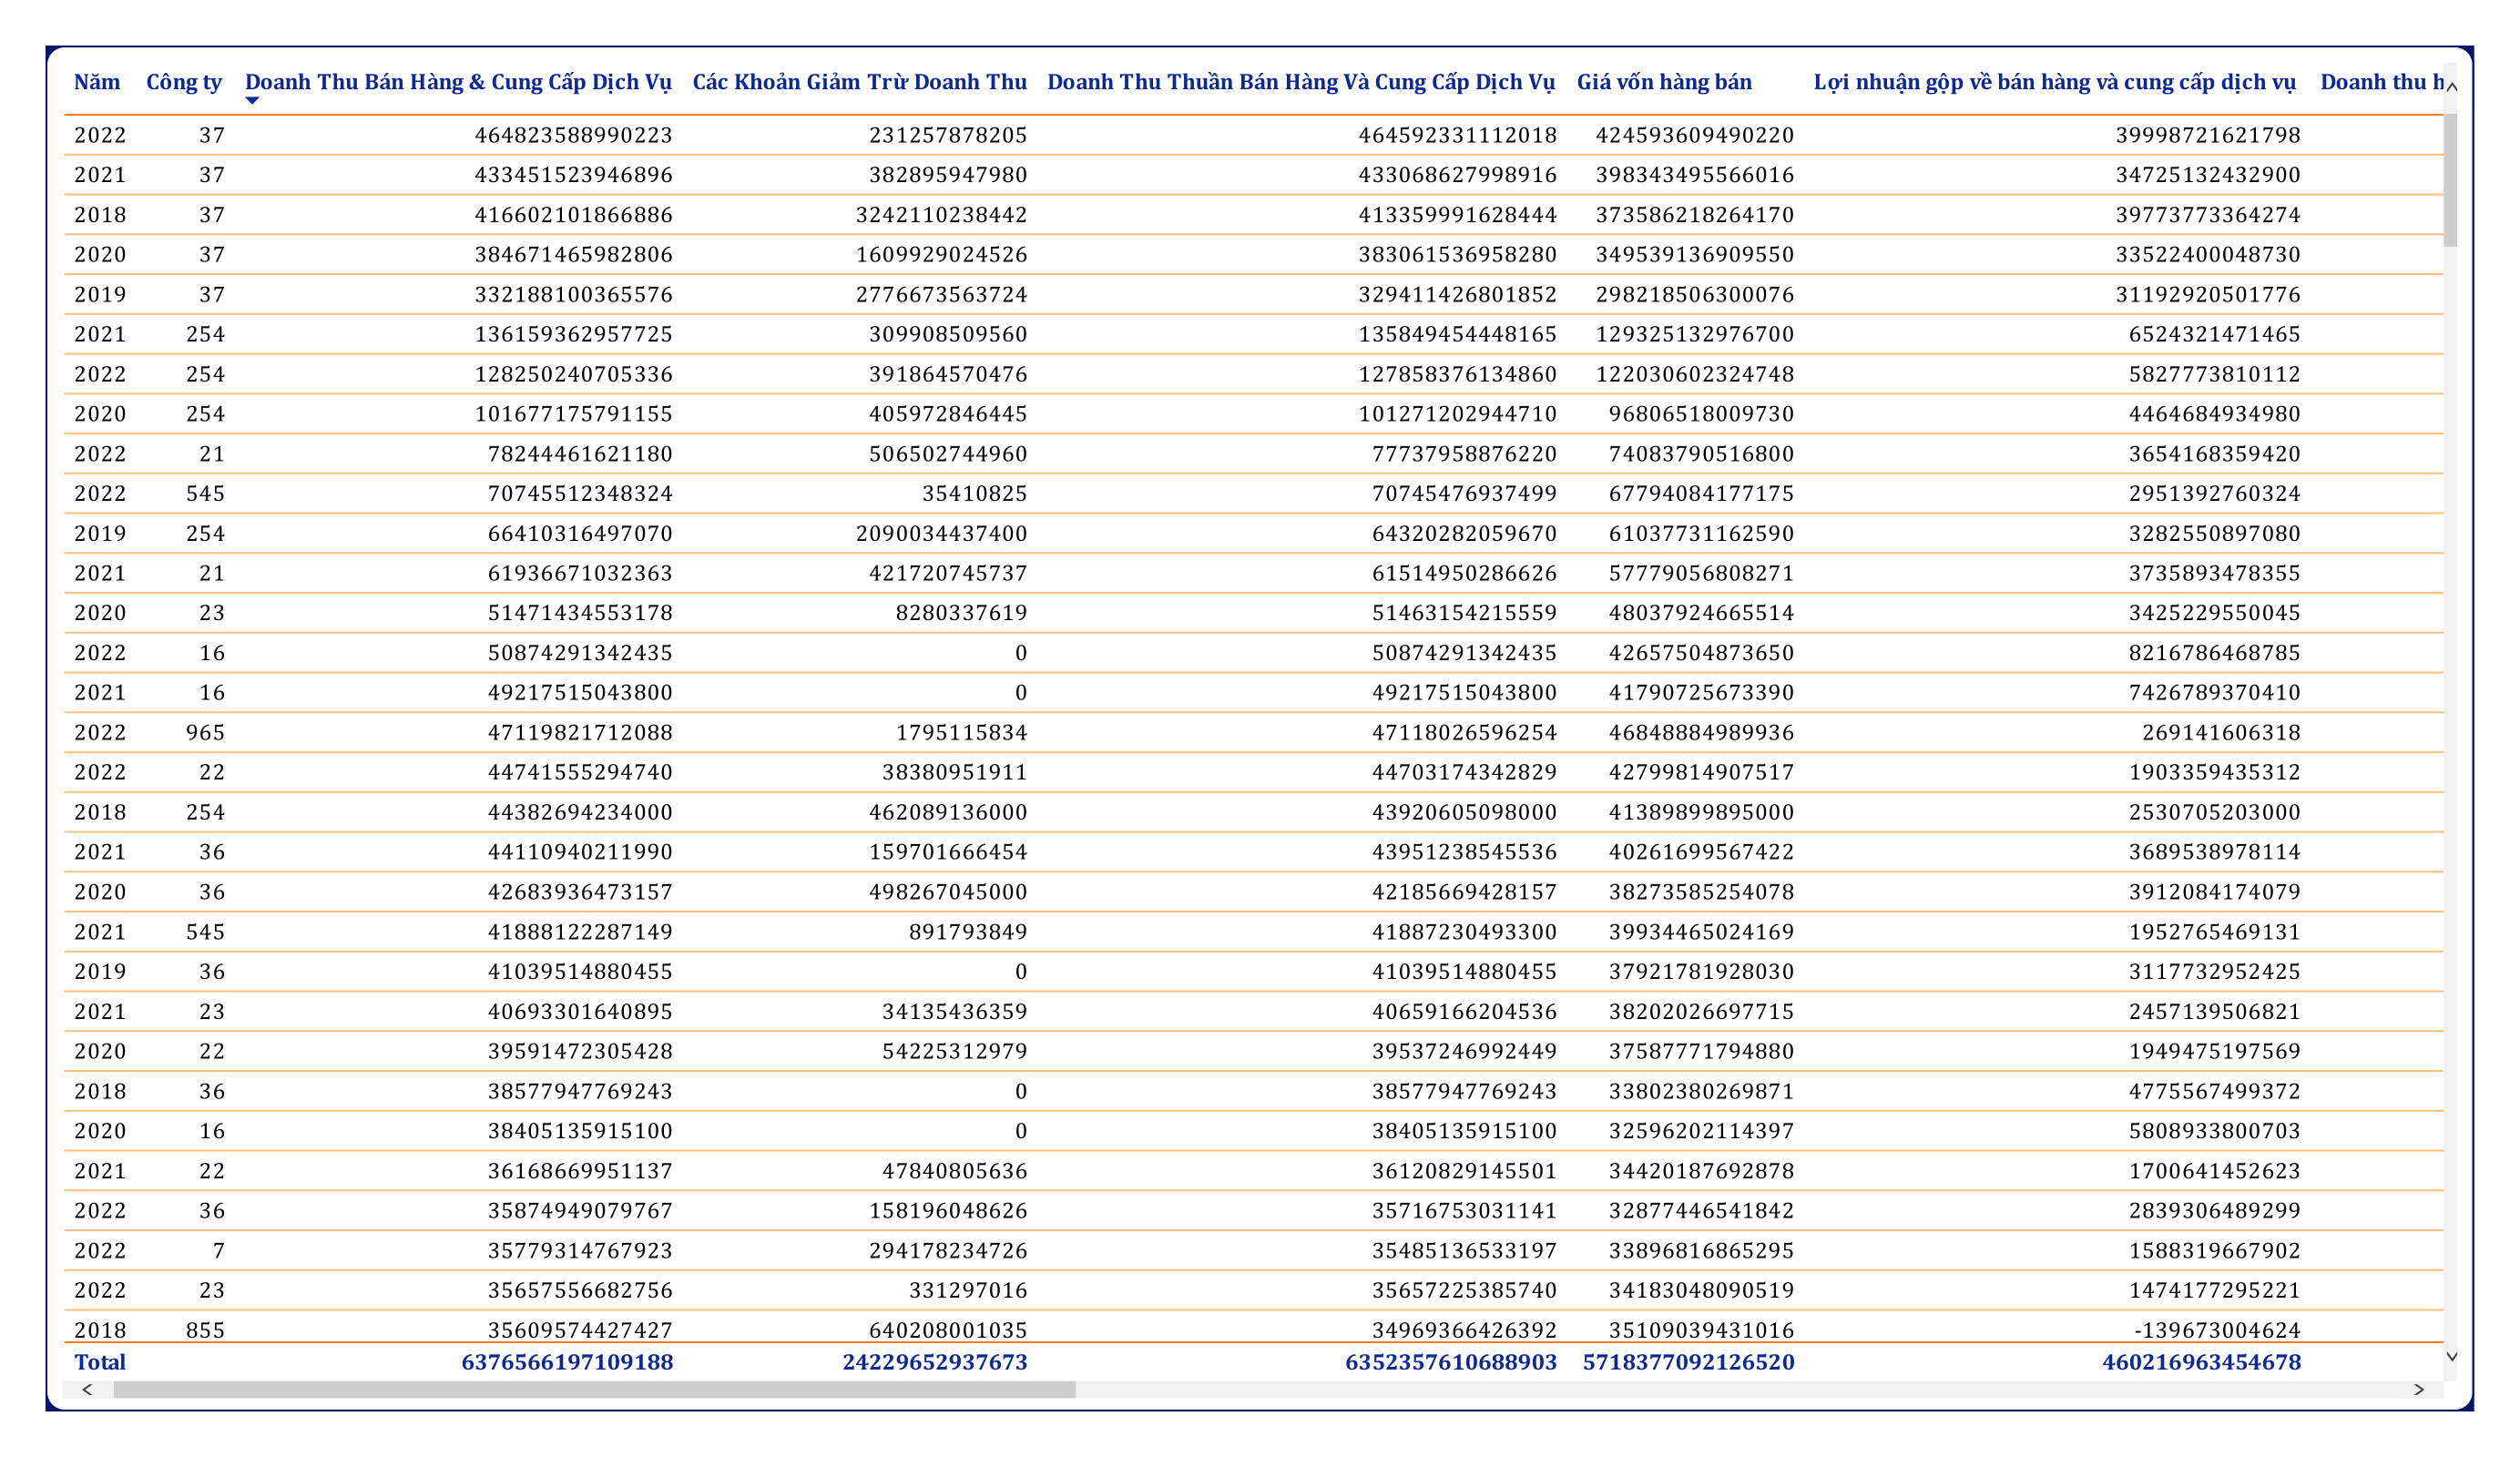 Năm Công ty Doanh Thu Bán Hàng & Cung Cấp Dịch Vụ Các Khoản Giảm Trừ Doanh Thu Doanh Thu Thuần Bán Hàng Và Cung Cấp Dịch Vụ Giá vốn hàng bán Lợi nhuận gộp về bán hàng và cung cấp dịch vụ Doanh thu h
2022 37 464823588990223 231257878205 464592331112018 424593609490220 39998721621798
2021 37 433451523946896 382895947980 433068627998916 398343495566016 34725132432900
2018 37 416602101866886 3242110238442 413359991628444 373586218264170 39773773364274
2020 37 384671465982806 1609929024526 383061536958280 349539136909550 33522400048730
2019 37 332188100365576 2776673563724 329411426801852 298218506300076 31192920501776
2021 254 136159362957725 309908509560 135849454448165 129325132976700 6524321471465
2022 254 128250240705336 391864570476 127858376134860 122030602324748 5827773810112
2020 254 101677175791155 405972846445 101271202944710 96806518009730 4464684934980
2022 21 78244461621180 506502744960 77737958876220 74083790516800 3654168359420
2022 545 70745512348324 35410825 70745476937499 67794084177175 2951392760324
2019 254 66410316497070 2090034437400 64320282059670 61037731162590 3282550897080
2021 21 61936671032363 421720745737 61514950286626 57779056808271 3735893478355
2020 23 51471434553178 8280337619 51463154215559 48037924665514 3425229550045
2022 16 50874291342435 0 50874291342435 42657504873650 8216786468785
2021 16 49217515043800 0 49217515043800 41790725673390 7426789370410
2022 965 47119821712088 1795115834 47118026596254 46848884989936 269141606318
2022 22 44741555294740 38380951911 44703174342829 42799814907517 1903359435312
2018 254 44382694234000 462089136000 43920605098000 41389899895000 2530705203000
2021 36 44110940211990 159701666454 43951238545536 40261699567422 3689538978114
2020 36 42683936473157 498267045000 42185669428157 38273585254078 3912084174079
2021 545 41888122287149 891793849 41887230493300 39934465024169 1952765469131
2019 36 41039514880455 0 41039514880455 37921781928030 3117732952425
2021 23 40693301640895 34135436359 40659166204536 38202026697715 2457139506821
2020 22 39591472305428 54225312979 39537246992449 37587771794880 1949475197569
2018 36 38577947769243 0 38577947769243 33802380269871 4775567499372
2020 16 38405135915100 0 38405135915100 32596202114397 5808933800703
2021 22 36168669951137 47840805636 36120829145501 34420187692878 1700641452623
2022 36 35874949079767 158196048626 35716753031141 32877446541842 2839306489299
2022 7 35779314767923 294178234726 35485136533197 33896816865295 1588319667902
2022 23 35657556682756 331297016 35657225385740 34183048090519 1474177295221
2018 855 35609574427427 640208001035 34969366426392 35109039431016 -139673004624
Total 6376566197109188 24229652937673 6352357610688903 5718377092126520 460216963454678